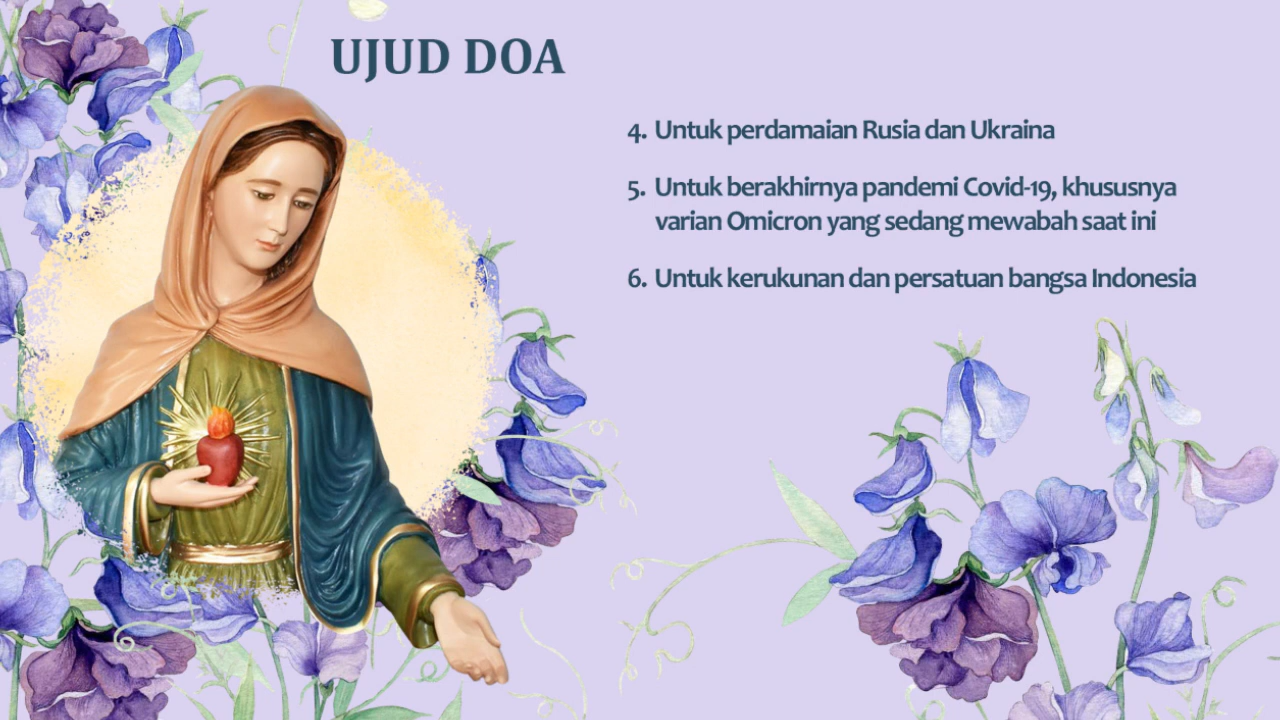 UJUD DOA
4. Untuk perdamaian Rusia dan Ukraina
5. Untuk berakhirnya pandemi Covid-19, khususnya
varian Omicron yang sedang mewabah saat ini
6. Untuk kerukunan dan persatuan bangsa Indonesia